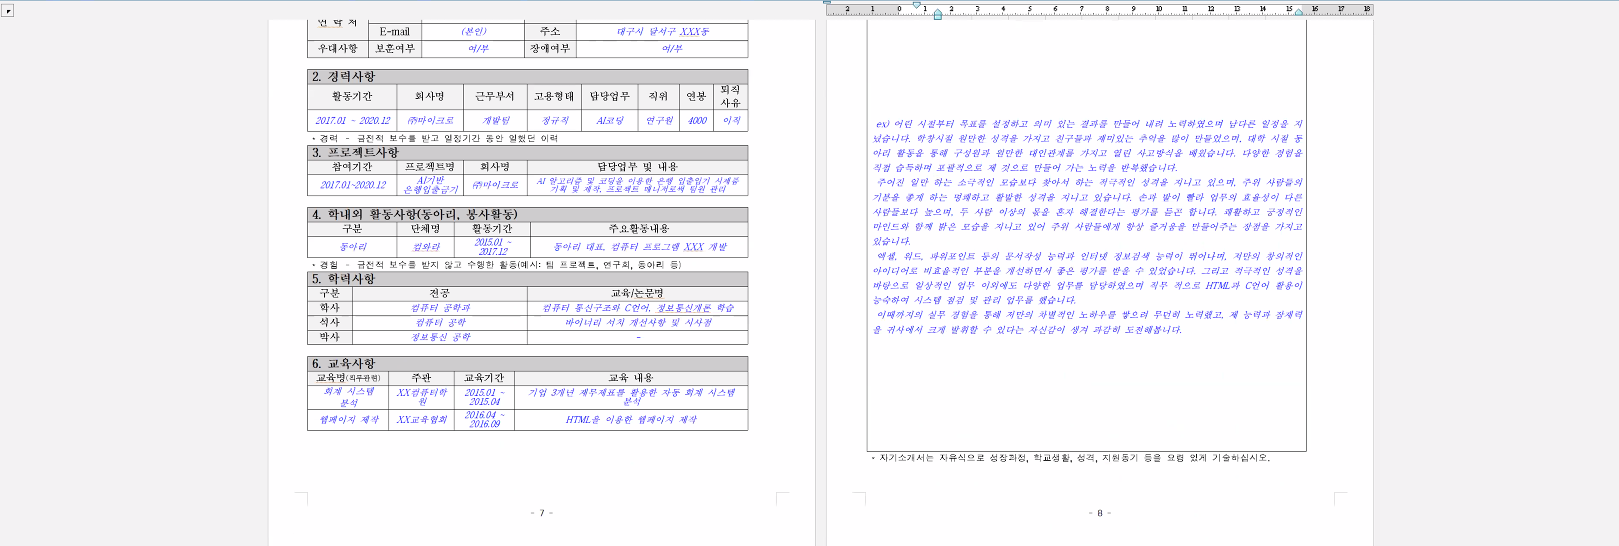 2 1 0 1 2 3 4 5 6 7 8 9 10 11 12 13 14 15 16 17 18
연 락 처
E-mail (본인) 주소 대구시 달서구 XXX동
우대사항 보훈여부 여/부 장애여부 여/부
2. 경력사항
활동기간 회사명 근무부서 고용형태 담당업무 직위 연봉 퇴직
사유
2017.01 ~ 2020.12 ㈜마이크로 개발팀 정규직 AI코딩 연구원 4000 이직
* 경력 - 금전적 보수를 받고 일정기간 동안 일했던 이력
3. 프로젝트사항
참여기간 프로젝트명 회사명 담당업무 및 내용
2017.01~2020.12 AI기반
은행입출금기 ㈜마이크로 AI 알고리즘 및 코딩을 이용한 은행 입출입기 시제품
기획 및 제작, 프로젝트 매니저로써 팀원 관리
4. 학내외 활동사항(동아리, 봉사활동)
구분 단체명 활동기간 주요활동내용
동아리 컴와라 2015.01 ~
2017.12 동아리 대표, 컴퓨터 프로그램 XXX 개발
* 경험 - 금전적 보수를 받지 않고 수행한 활동(예시: 팀 프로젝트, 연구회, 동아리 등)
5. 학력사항
구분 전공 교육/논문명
학사 컴퓨터 공학과 컴퓨터 통신구조와 C언어, 정보통신개론 학습
석사 컴퓨터 공학 바이너리 서치 개선사항 및 시사점
박사 정보통신 공학 -
6. 교육사항
교육명(직무관련) 주관 교육기간 교육 내용
회계 시스템
분석 XX컴퓨터학
원 2015.01 ~
2015.04 기업 3개년 재무제표를 활용한 자동 회계 시스템
분석
웹페이지 제작 XX교육협회 2016.04 ~
2016.09 HTML을 이용한 웹페이지 제작
- 7 -
ex) 어린 시절부터 목표를 설정하고 의미 있는 결과를 만들어 내려 노력하였으며 남다른 열정을 지
녔습니다. 학창시절 원만한 성격을 가지고 친구들과 재미있는 추억을 많이 만들었으며, 대학 시절 동
아리 활동을 통해 구성원과 원만한 대인관계를 가지고 열린 사고방식을 배웠습니다. 다양한 경험을
직접 습득하며 포괄적으로 제 것으로 만들어 가는 노력을 반복했습니다.
주어진 일만 하는 소극적인 모습보다 찾아서 하는 적극적인 성격을 지니고 있으며, 주위 사람들의
기분을 좋게 하는 명쾌하고 활발한 성격을 지니고 있습니다. 손과 발이 빨라 업무의 효율성이 다른
사람들보다 높으며, 두 사람 이상의 몫을 혼자 해결한다는 평가를 듣곤 합니다. 쾌활하고 긍정적인
마인드와 함께 밝은 모습을 지니고 있어 주위 사람들에게 항상 즐거움을 만들어주는 장점을 가지고
있습니다.
엑셀, 워드, 파워포인트 등의 문서작성 능력과 인터넷 정보검색 능력이 뛰어나며, 저만의 창의적인
아이디어로 비효율적인 부분을 개선하면서 좋은 평가를 받을 수 있었습니다. 그리고 적극적인 성격을
바탕으로 일상적인 업무 이외에도 다양한 업무를 담당하였으며 직무 적으로 HTML과 C언어 활용이
능숙하여 시스템 점검 및 관리 업무를 했습니다.
이때까지의 실무 경험을 통해 저만의 차별적인 노하우를 쌓으려 무던히 노력했고, 제 능력과 잠재력
을 귀사에서 크게 발휘할 수 있다는 자신감이 생겨 과감히 도전해봅니다.
* 자기소개서는 자유식으로 성장과정, 학교생활, 성격, 지원동기 등을 요령 있게 기술하십시오.
- 8 -